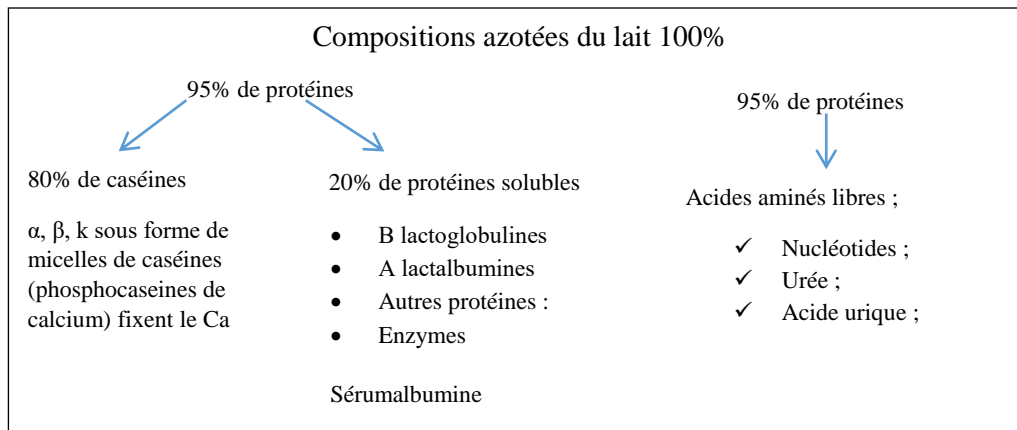 Compositions azotées du lait 100%
95% de protéines
80% de caséines
α, β, k sous forme de
micelles de caséines
(phosphocaseines de
calcium) fixent le Ca
20% de protéines solubles
• B lactoglobulines
• A lactalbumines
• Autres protéines :
• Enzymes
Sérumalbumine
95% de protéines
Acides aminés libres ;
✓ Nucléotides ;
✓ Urée ;
✓ Acide urique ;